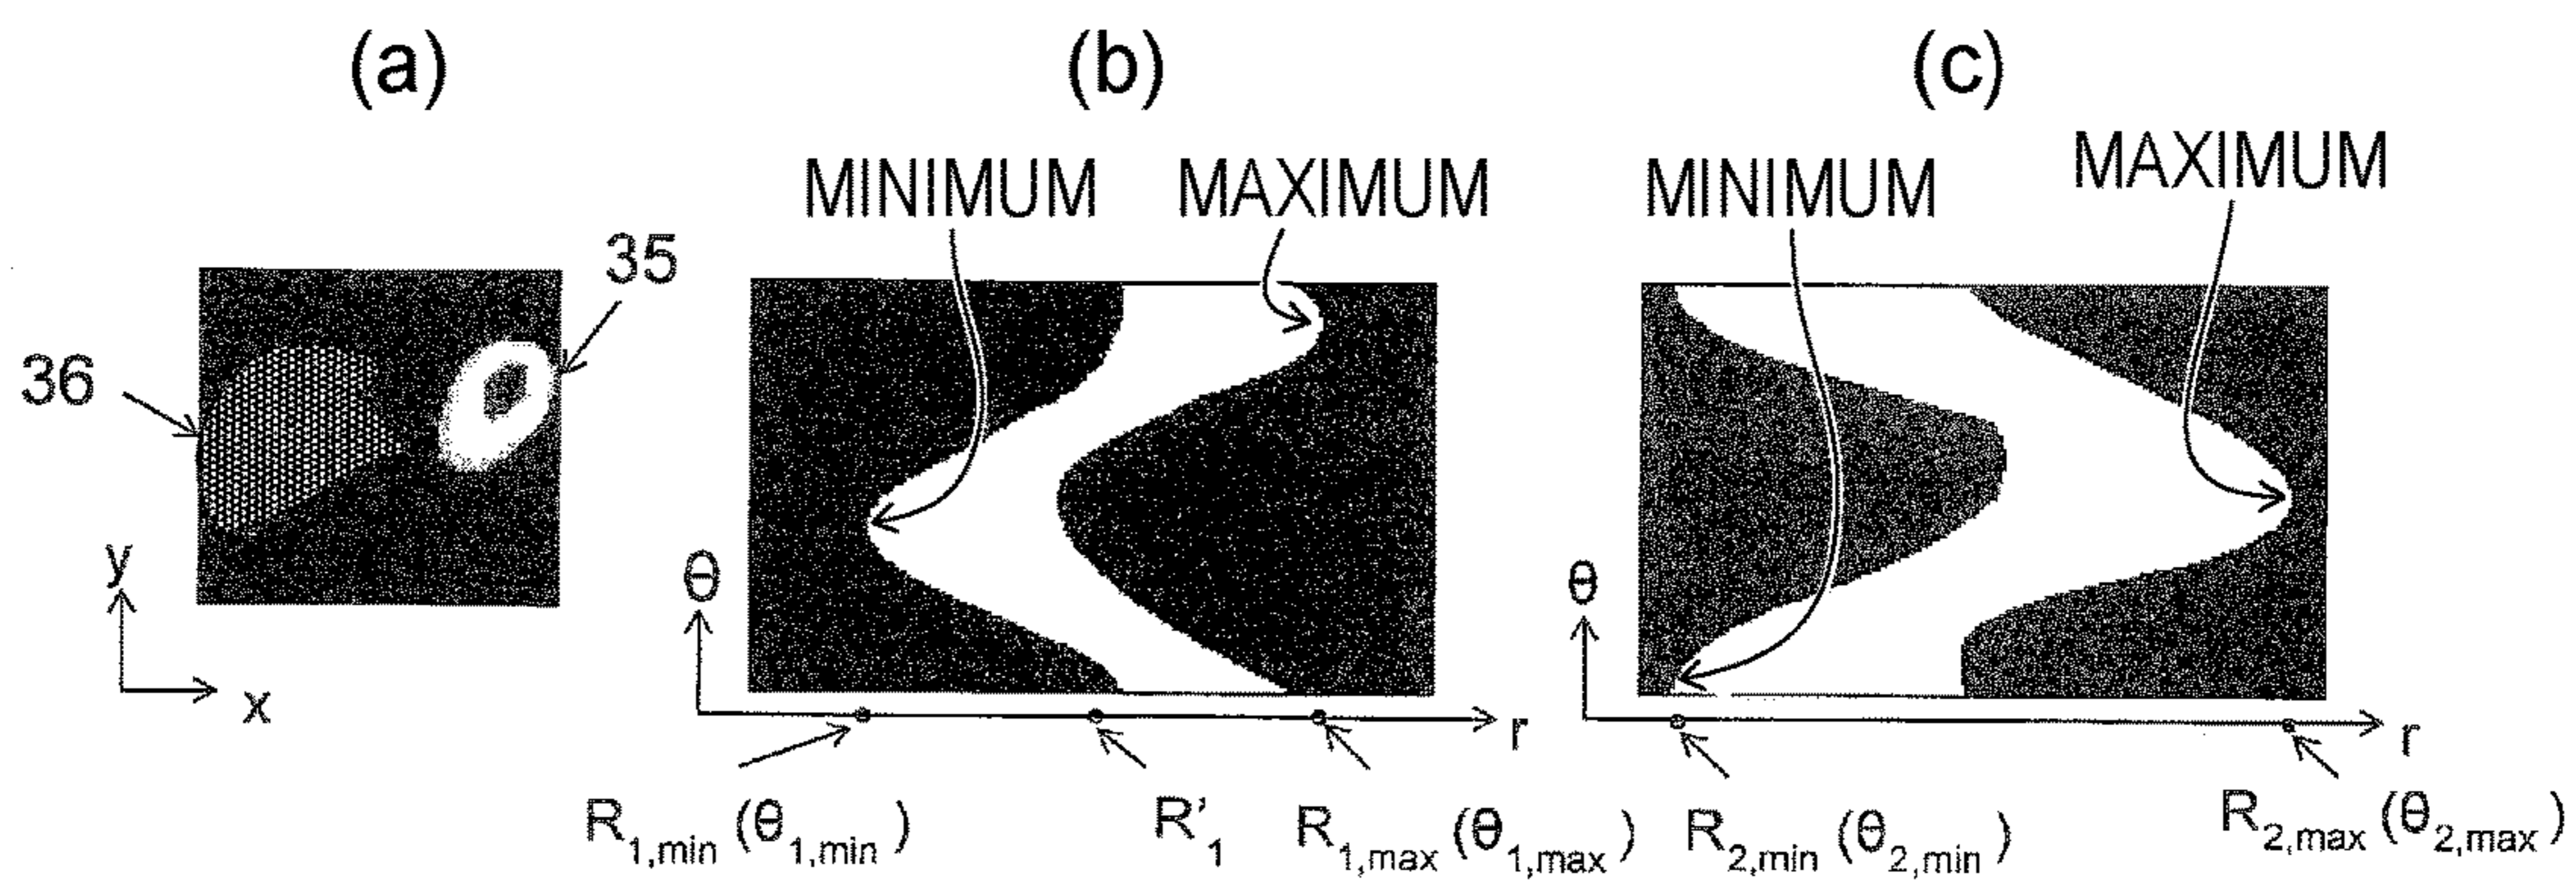 (a) (b) (c)
MINIMUM MAXIMUM MINIMUM MAXIMUM
35
36
y
x
θ
r
θ
r
R1,min (θ1,min) R'1 R1,max (θ1,max) R2,min (θ2,min) R2,max (θ2,max)